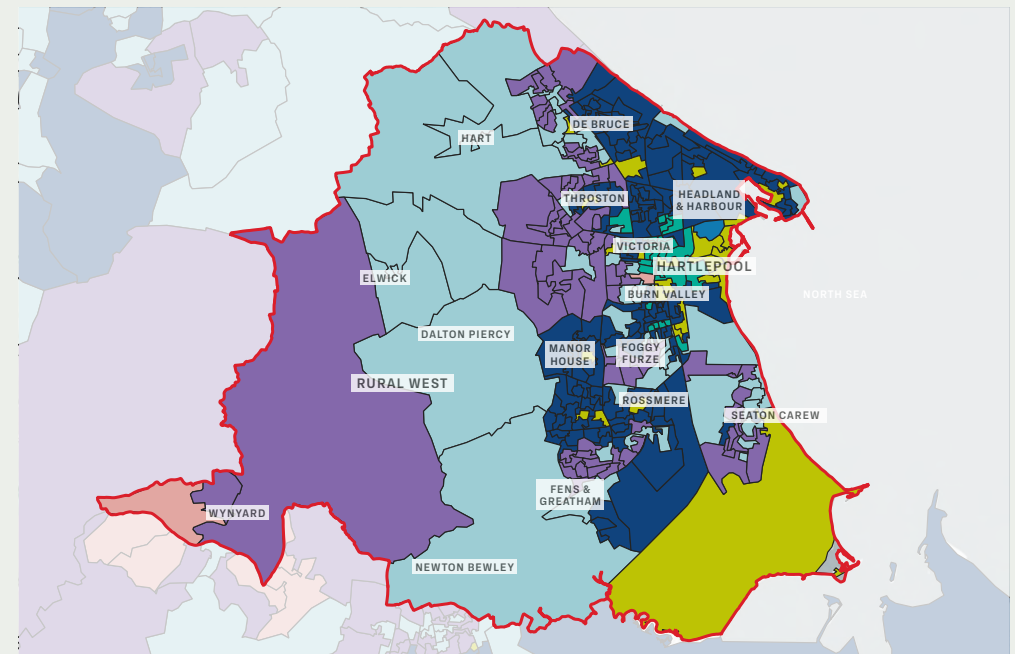 DE BRUCE
HART
THROSTON
HEADLAND
& HARBOUR
VICTORIA
HARTLEPOOL
ELWICK
BURN VALLEY
NORTH SEA
DALTON PIERCY
MANOR
HOUSE
FOGGY
FURZE
RURAL WEST
ROSSMERE
SEATON CAREW
FENS &
GREATHAM
WYNYARD
NEWTON BEWLEY